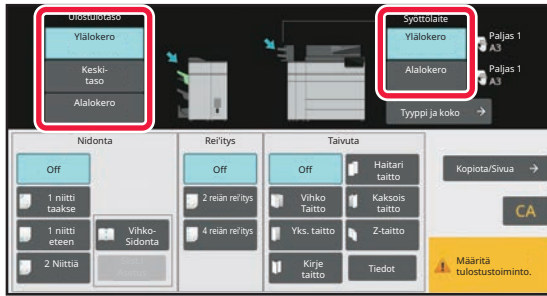 Ulostulotaso
Ylälokero
Keski-
taso
Alalokero
Syöttölaite
Ylälokero
Paljas 1
A3
Alalokero
Paljas 1
A3
Tyyppi ja koko
Nidonta
Off
1 niitti
taakse
1 niitti
eteen
2 Niittiä
Vihko-
Sidonta
Rei'itys
Off
2 reiän rei'itys
4 reiän rei'itys
Taivuta
Off
Haitari
taitto
Vihko
Taitto
Kaksois
taitto
Yks. taitto
Z-taitto
Kirje
taitto
Tiedot
Kopiota/Sivua
CA
Määritä
tulostustoiminto.